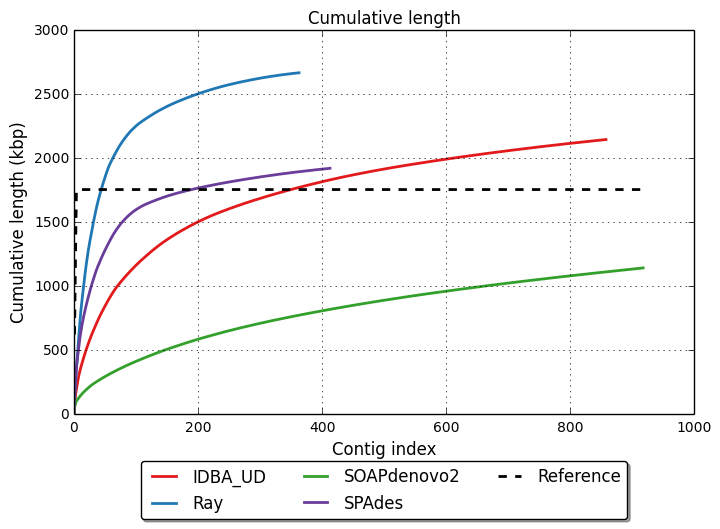 Cumulative length
3000
2500
2000
1500
1000
500
0
Cumulative length (kbp)
0 200 400 600 800 1000
Contig index
IDBA_UD SOAPdenovo2 Reference
Ray SPAdes